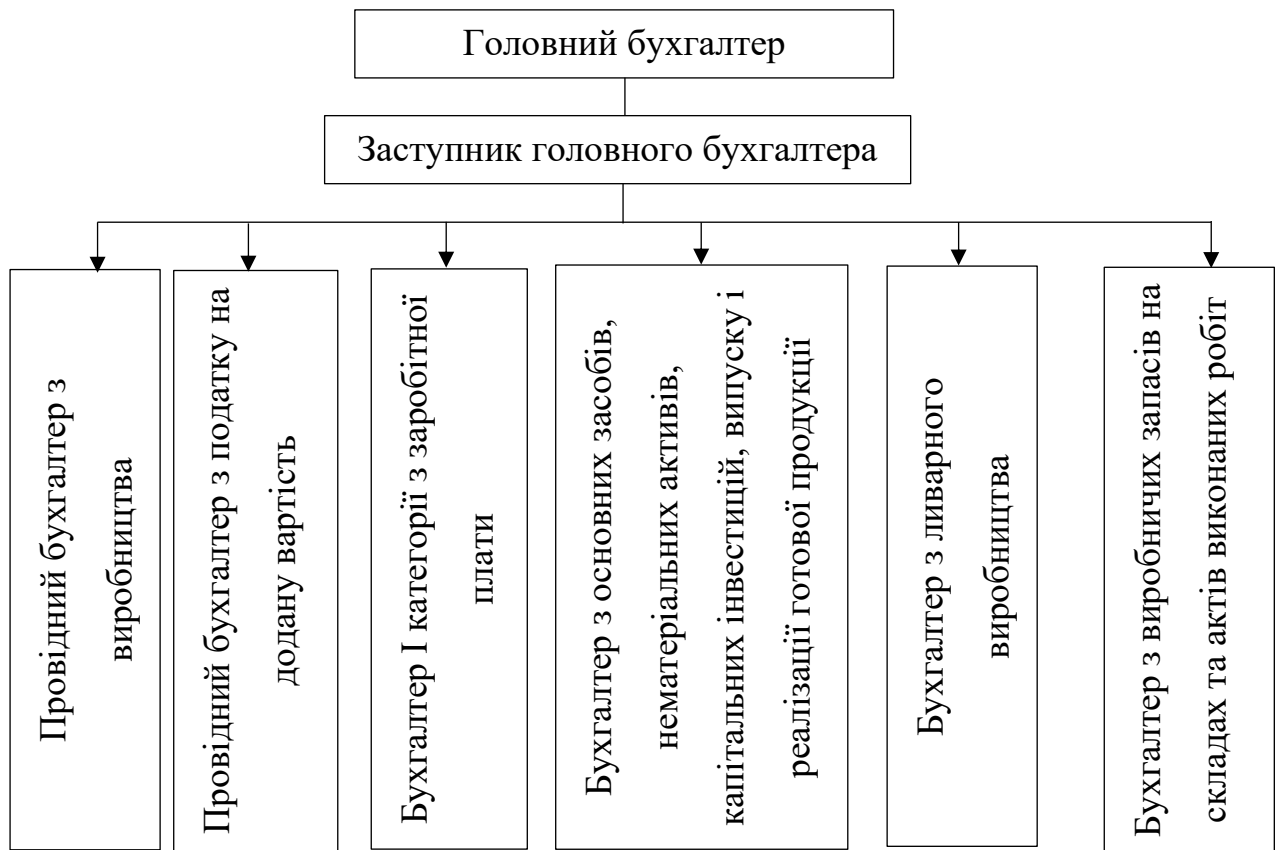 Головний бухгалтер
Заступник головного бухгалтера
Провідний бухгалтер з
виробництва
Провідний бухгалтер з податку на
додану вартість
Бухгалтер І категорії з заробітної
плати
Бухгалтер з основних засобів,
нематеріальних активів,
капітальних інвестицій, випуску і
реалізації готової продукції
Бухгалтер з ливарного
виробництва
Бухгалтер з виробничих запасів на
складах та актів виконаних робіт